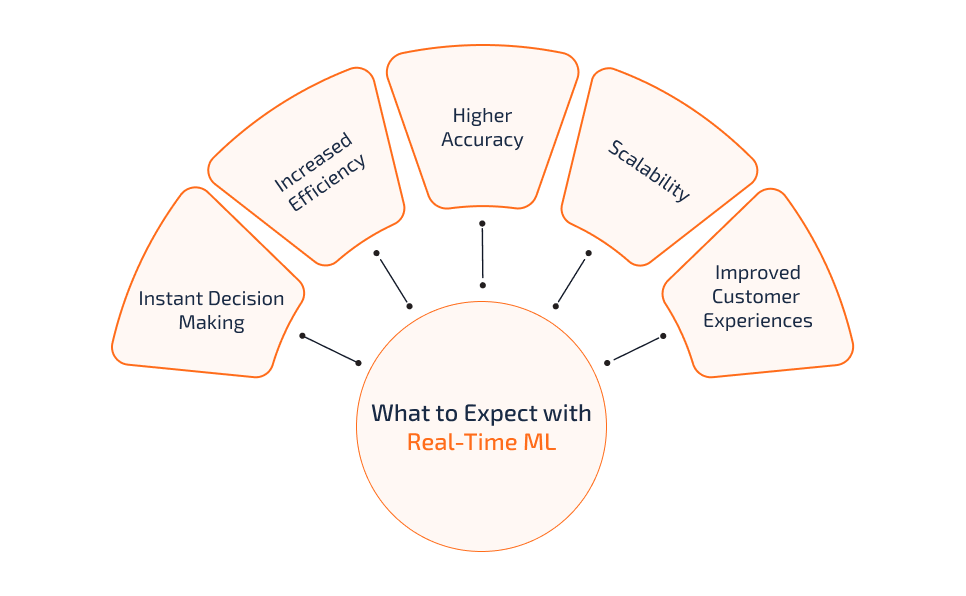 Instant Decision
Making
Increased
Efficiency
Higher
Accuracy
Scalability
Improved
Customer
Experiences
What to Expect with
Real-Time ML